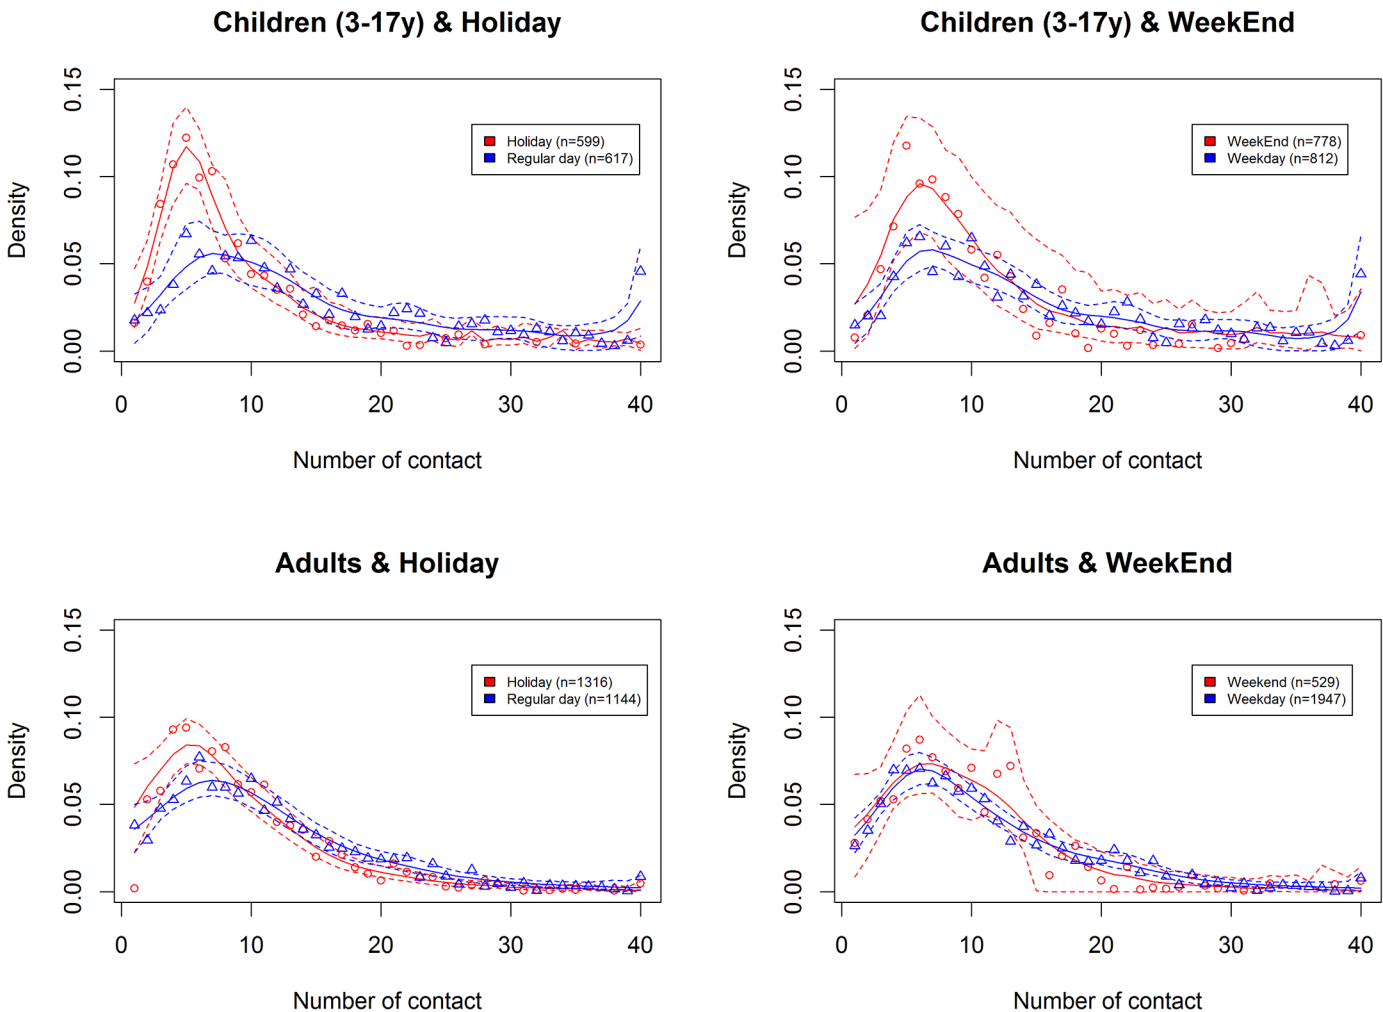 Children (3-17y) & Holiday
Density
0.00 0.05 0.10 0.15
Holiday (n=599)
Regular day (n=617)
0 10 20 30 40
Number of contact
Children (3-17y) & WeekEnd
Density
0.00 0.05 0.10 0.15
WeekEnd (n=778)
Weekday (n=812)
0 10 20 30 40
Number of contact
Adults & Holiday
Density
0.00 0.05 0.10 0.15
Holiday (n=1316)
Regular day (n=1144)
0 10 20 30 40
Number of contact
Adults & WeekEnd
Density
0.00 0.05 0.10 0.15
Weekend (n=529)
Weekday (n=1947)
0 10 20 30 40
Number of contact